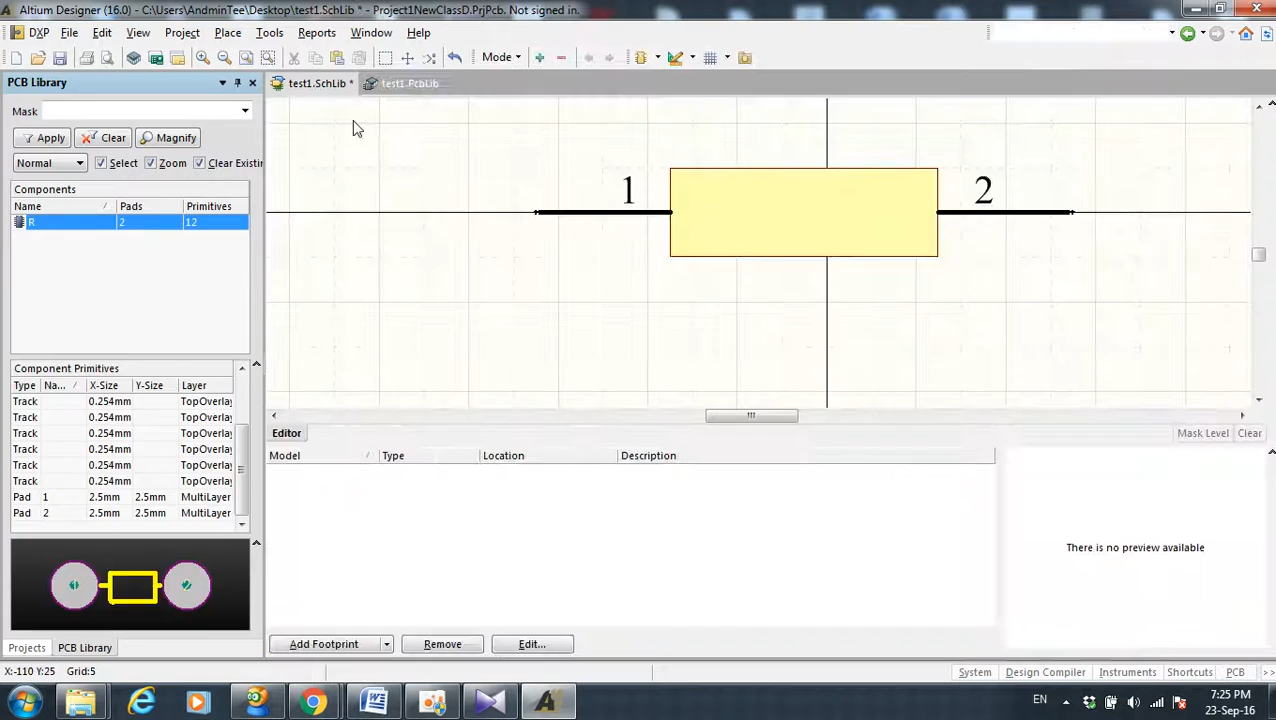 Altium Designer (16.0) - C:\Users\AndminTee\Desktop\test1.SchLib * - Project1NewClassD.PrjPcb. Not signed in.
DXP File Edit View Project Place Tools Reports Window Help
Mode
PCB Library
test1.SchLib * test1.PcbLib
Mask
Apply Clear Magnify
Normal Select Zoom Clear Existin
Components
Name Pads Primitives
R 2 12
1 2
Component Primitives
Type Na... X-Size Y-Size Layer
Track 0.254mm TopOverlay
Track 0.254mm TopOverlay
Track 0.254mm TopOverlay
Track 0.254mm TopOverlay
Track 0.254mm TopOverlay
Track 0.254mm TopOverlay
Pad 1 2.5mm 2.5mm MultiLayer
Pad 2 2.5mm 2.5mm MultiLayer
Editor Mask Level Clear
Model Type Location Description
There is no preview available
Add Footprint Remove Edit...
Projects PCB Library
X:-110 Y:25 Grid:5 System Design Compiler Instruments Shortcuts PCB >>
EN 7:25 PM
23-Sep-16